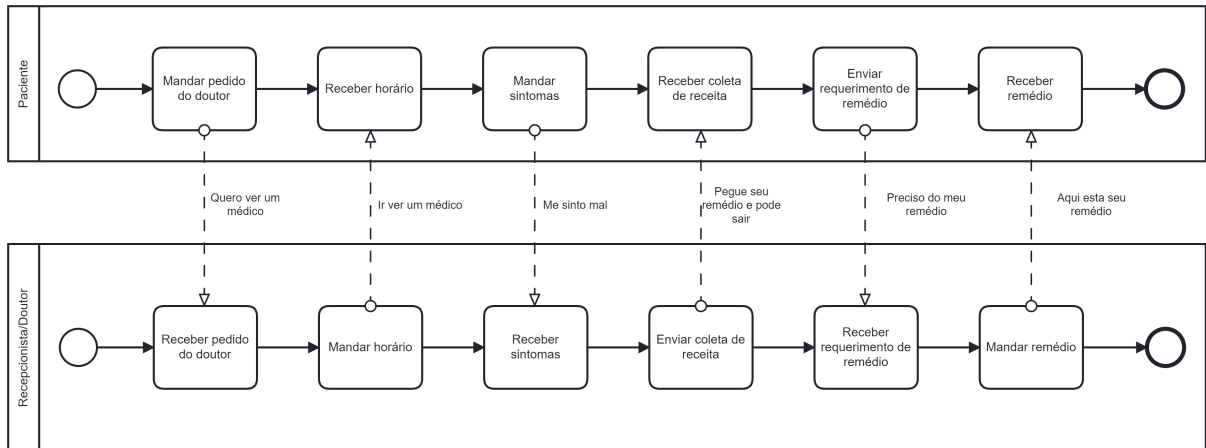 Paciente
Mandar pedido
do doutor
Receber horário
Mandar
sintomas
Receber coleta
de receita
Enviar
requerimento de
remédio
Receber
remédio
Quero ver um
médico
Ir ver um médico
Me sinto mal
Pegue seu
remédio e pode
sair
Preciso do meu
remédio
Aqui esta seu
remédio
Recepcionista/Doutor
Receber pedido
do doutor
Mandar horário
Receber
sintomas
Enviar coleta de
receita
Receber
requerimento de
remédio
Mandar remédio